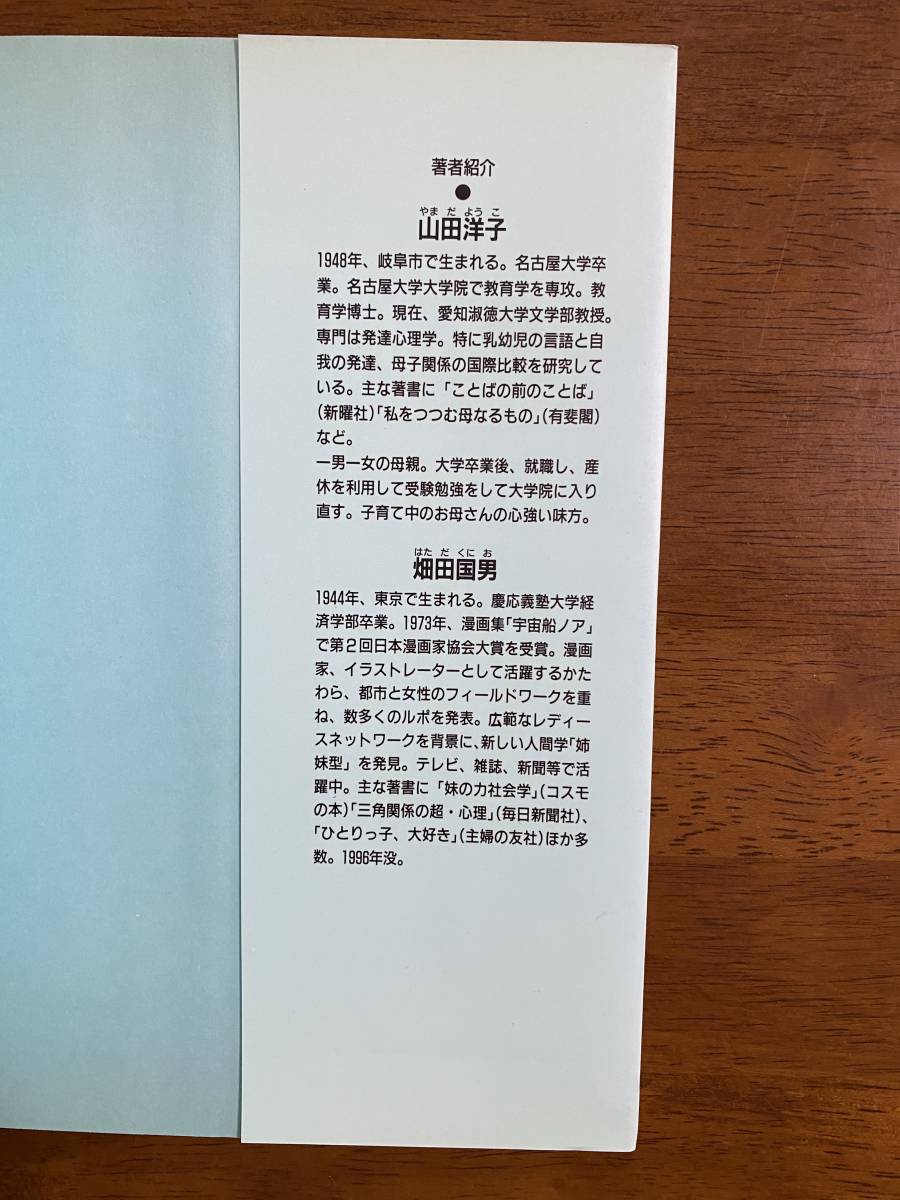 著者紹介
●
やまだようこ
山田洋子
1948年、岐阜市で生まれる。名古屋大学卒
業。名古屋大学大学院で教育学を専攻。教
育学博士。現在、愛知淑徳大学文学部教授。
専門は発達心理学。特に乳幼児の言語と自
我の発達、母子関係の国際比較を研究して
いる。主な著書に「ことばの前のことば」
(新曜社)「私をつつむ母なるもの」(有斐閣)
など。
一男一女の母親。大学卒業後、就職し、産
休を利用して受験勉強をして大学院に入り
直す。子育て中のお母さんの心強い味方。
はただくにお
畑田国男
1944年、東京で生まれる。慶応義塾大学経
済学部卒業。1973年、漫画集「宇宙船ノア」
で第2回日本漫画家協会大賞を受賞。漫画
家、イラストレーターとして活躍するかた
わら、都市と女性のフィールドワークを重
ね、数多くのルポを発表。広範なレディー
スネットワークを背景に、新しい人間学「姉
妹型」を発見。テレビ、雑誌、新聞等で活
躍中。主な著書に「妹の力社会学」(コスモ
の本)「三角関係の超・心理」(毎日新聞社)、
「ひとりっ子、大好き」(主婦の友社)ほか多
数。1996年没。